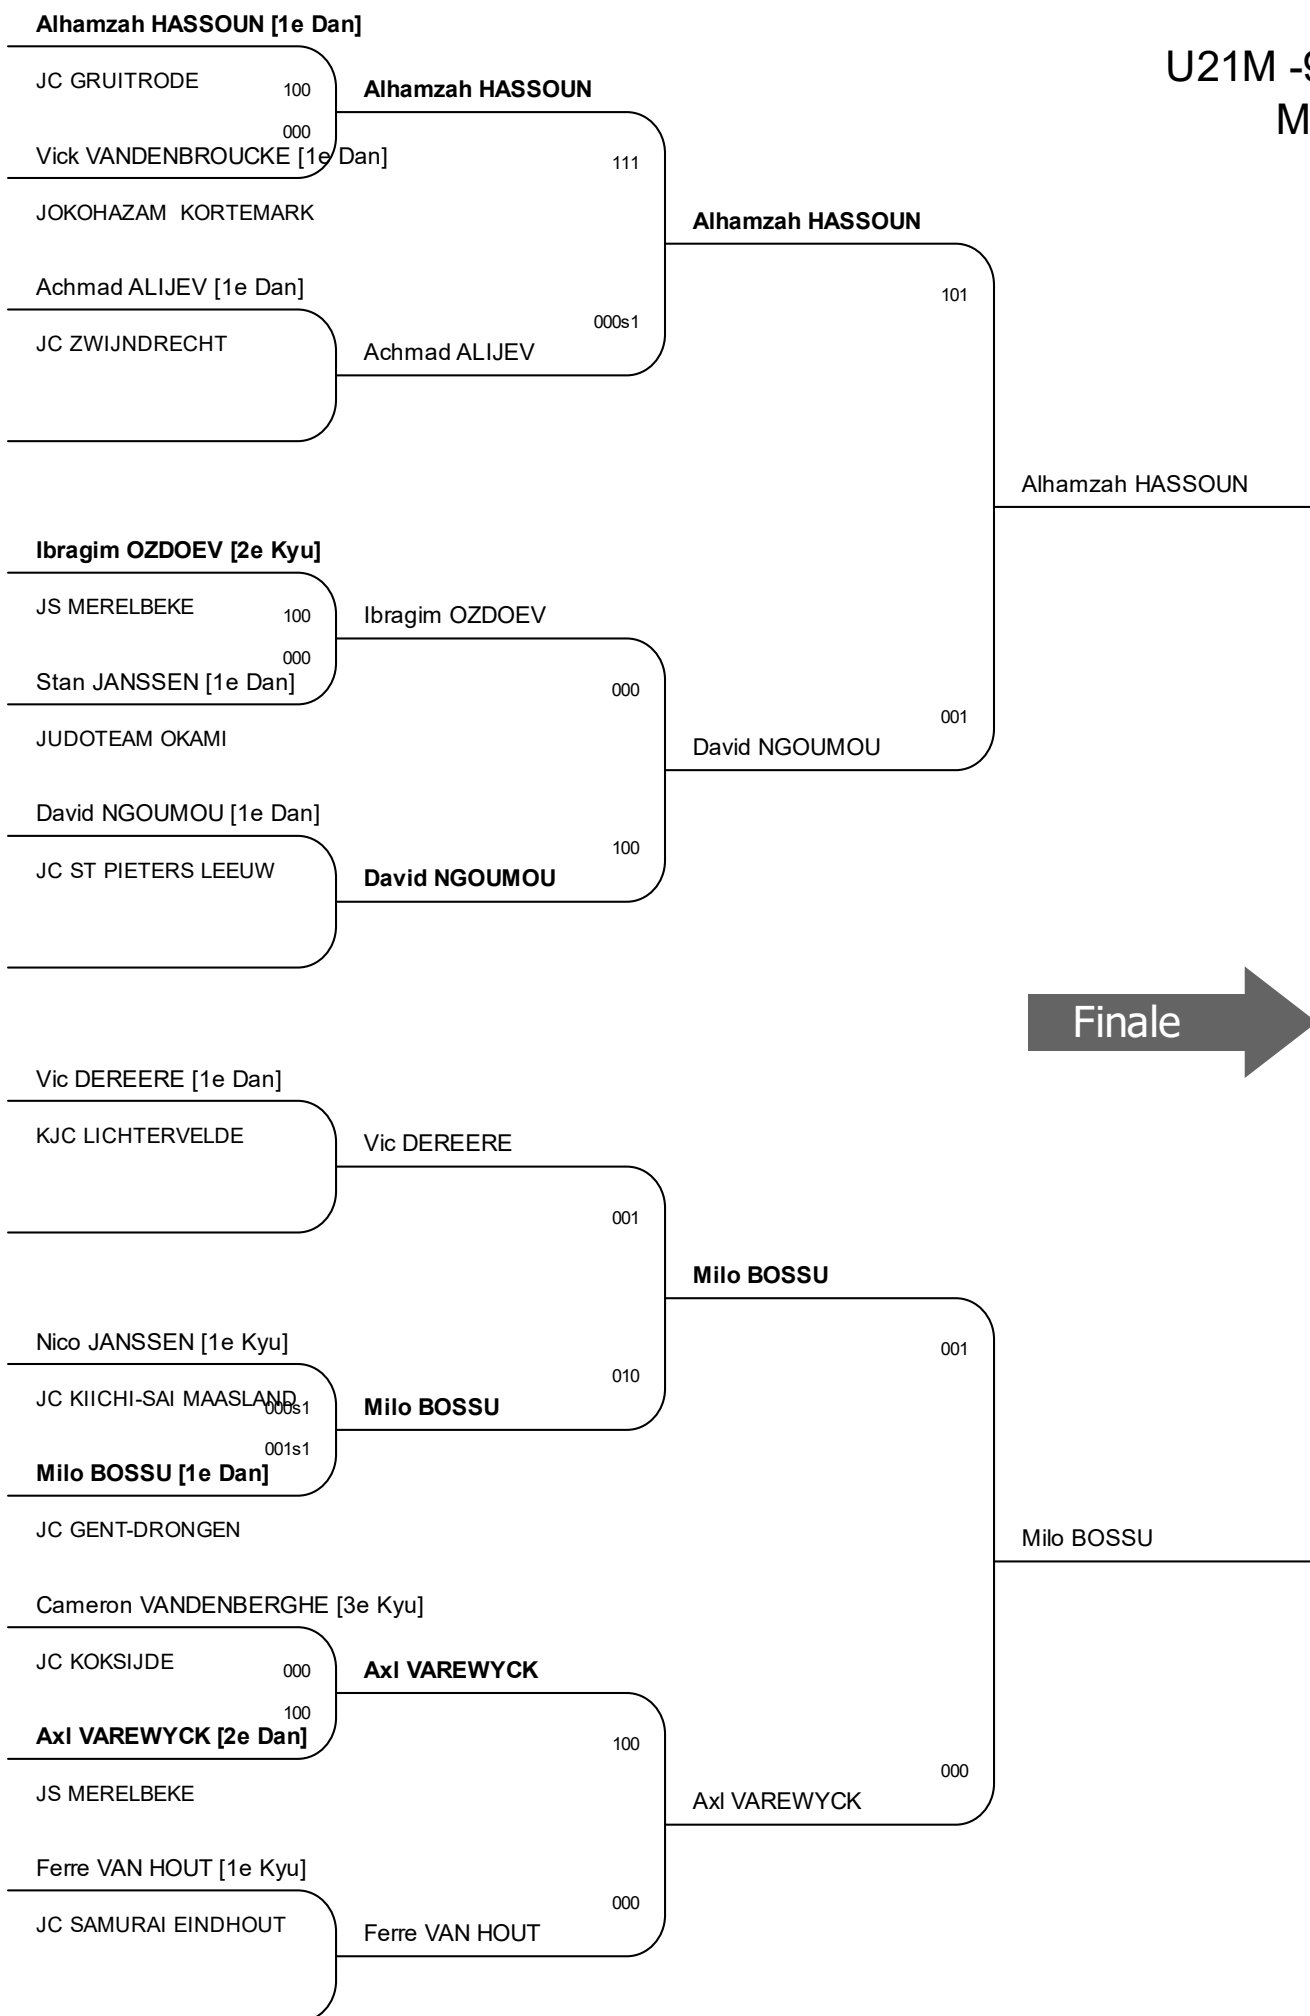 Alhamzah HASSOUN [1e Dan]
U21M -9
M
JC GRUITRODE
100
Alhamzah HASSOUN
000
Vick VANDENBROUCKE [1e Dan]
111
JOKOHAZAM KORTEMARK
Alhamzah HASSOUN
Achmad ALIJEV [1e Dan]
101
000s1
JC ZWIJNDRECHT
Achmad ALIJEV
Alhamzah HASSOUN
Ibragim OZDOEV [2e Kyu]
JS MERELBEKE
100
Ibragim OZDOEV
000
Stan JANSSEN [1e Dan]
000
001
JUDOTEAM OKAMI
David NGOUMOU
David NGOUMOU [1e Dan]
100
JC ST PIETERS LEEUW
David NGOUMOU
Finale
Vic DEREERE [1e Dan]
KJC LICHTERVELDE
Vic DEREERE
001
Milo BOSSU
Nico JANSSEN [1e Kyu]
001
010
JC KIICHI-SAI MAASLAND
000s1
Milo BOSSU
001s1
Milo BOSSU [1e Dan]
JC GENT-DRONGEN
Milo BOSSU
Cameron VANDENBERGHE [3e Kyu]
JC KOKSIJDE
000
Axl VAREWYCK
100
Axl VAREWYCK [2e Dan]
100
000
JS MERELBEKE
Axl VAREWYCK
Ferre VAN HOUT [1e Kyu]
000
JC SAMURAI EINDHOUT
Ferre VAN HOUT